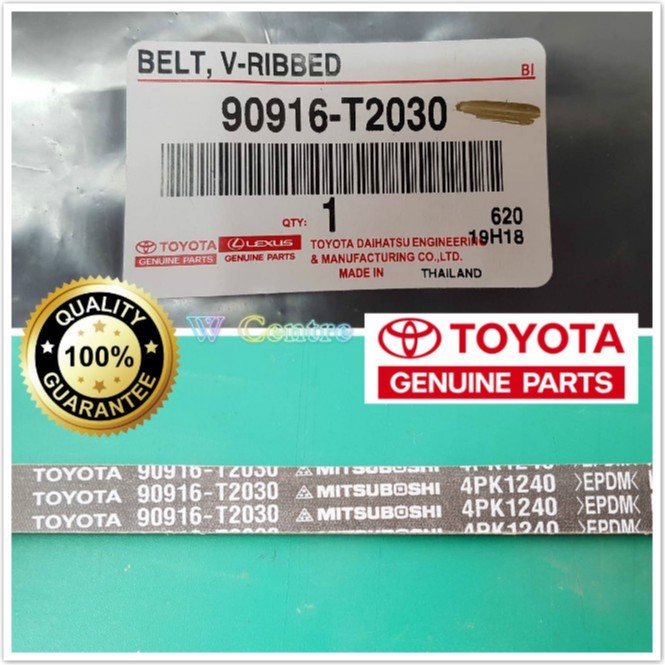 BELT, V-RIBBED
BI
90916-T2030
QTY: 1
620
19H18
TOYOTA
GENUINE PARTS
LEXUS
GENUINE PARTS
TOYOTA DAIHATSU ENGINEERING
& MANUFACTURING CO.,LTD.
MADE IN THAILAND
W Centre
QUALITY
100%
GUARANTEE
TOYOTA
GENUINE PARTS
TOYOTA 90916-T2030 MITSUBOSHI 4PK1240 >EPDM<
TOYOTA 90916-T2030 MITSUBOSHI 4PK1240 >EPDM<
TOYOTA 90916-T2030 MITSUBOSHI 4PK1240 >EPDM<
4PK1240